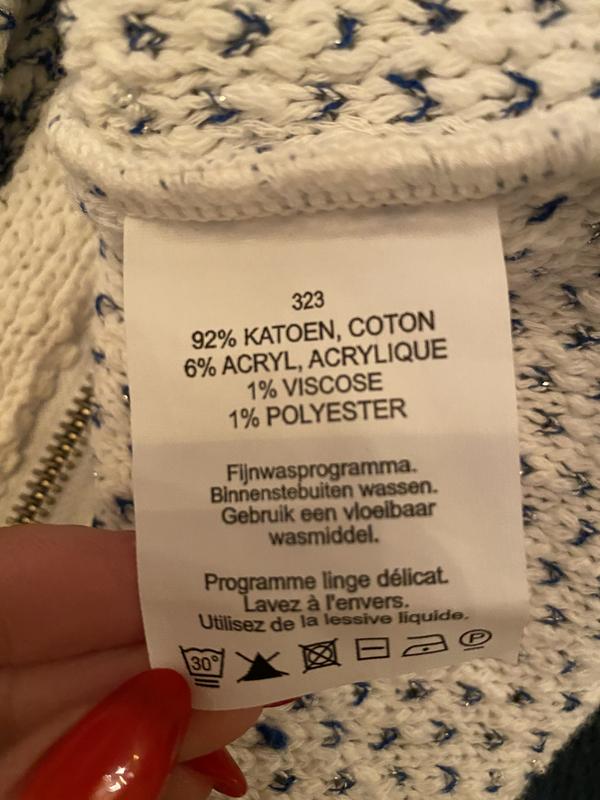 323
92% KATOEN, COTON
6% ACRYL, ACRYLIQUE
1% VISCOSE
1% POLYESTER
Fijnwasprogramma.
Binnenstebuiten wassen.
Gebruik een vloeibaar
wasmiddel.
Programme linge délicat.
Lavez à l'envers.
Utilisez de la lessive liquide.
30° P